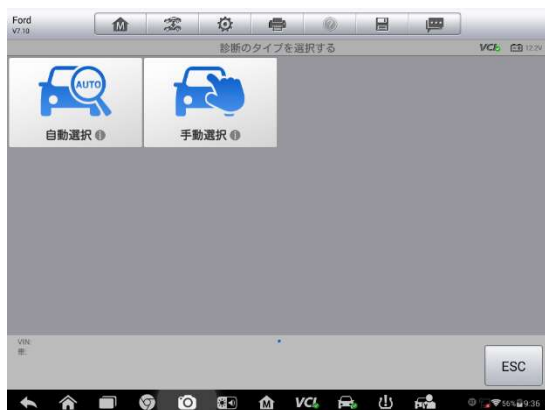 Ford
V7.10
診断のタイプを選択する
VCI 12.2V
AUTO
自動選択
手動選択
VIN:
車:
ESC
VCI
56% 9:36